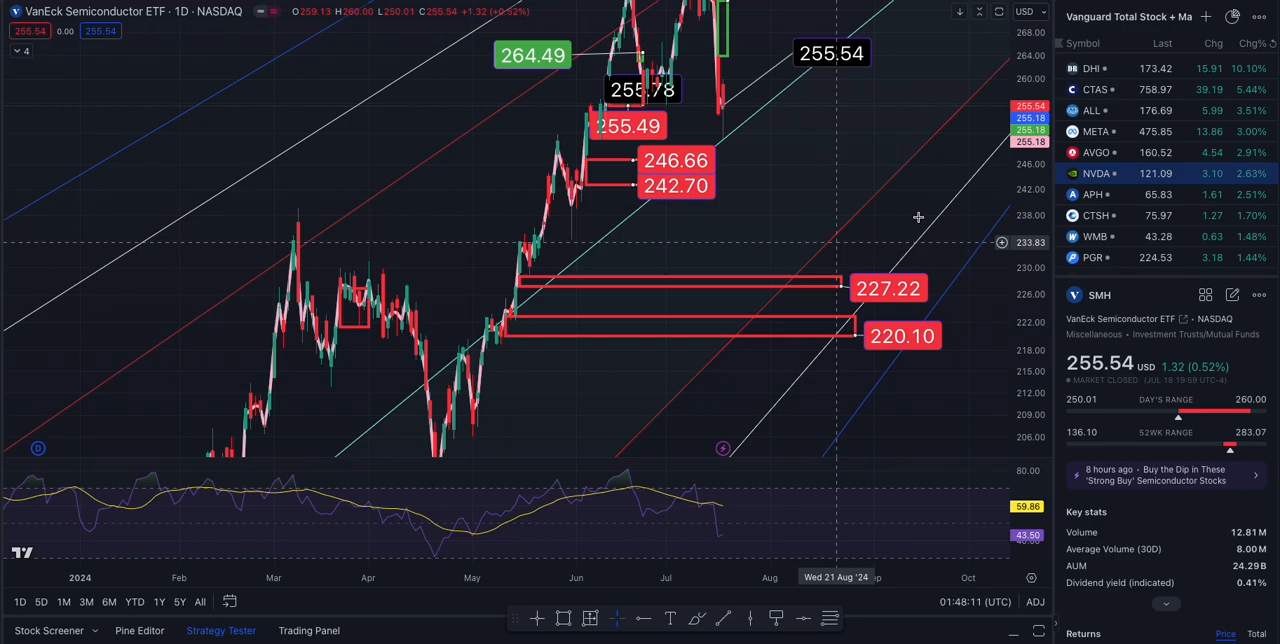 VanEck Semiconductor ETF · 1D · NASDAQ O259.13 H260.00 L250.01 C255.54 +1.32 (+0.52%)
255.54 0.00 255.54
4
264.49
255.78
255.49
255.54
246.66
242.70
227.22
220.10
USD
268.00
264.00
260.00
255.54
255.18
255.18
255.18
246.00
242.00
238.00
233.83
230.00
226.00
222.00
218.00
215.00
212.00
209.00
206.00
D
80.00
59.86
43.50
2024 Feb Mar Apr May Jun Jul Aug Wed 21 Aug '24 Oct
1D 5D 1M 3M 6M YTD 1Y 5Y All
01:48:11 (UTC) ADJ
Stock Screener Pine Editor Strategy Tester Trading Panel
Vanguard Total Stock + Ma
Symbol Last Chg Chg%
DHI 173.42 15.91 10.10%
CTAS 758.97 39.19 5.44%
ALL 176.69 5.99 3.51%
META 475.85 13.86 3.00%
AVGO 160.52 4.54 2.91%
NVDA 121.09 3.10 2.63%
APH 65.83 1.61 2.51%
CTSH 75.97 1.27 1.70%
WMB 43.28 0.63 1.48%
PGR 224.53 3.18 1.44%
SMH
VanEck Semiconductor ETF · NASDAQ
Miscellaneous · Investment Trusts/Mutual Funds
255.54 USD 1.32 (0.52%)
MARKET CLOSED (JUL 18 19:59 UTC-4)
250.01 DAY'S RANGE 260.00
136.10 52WK RANGE 283.07
8 hours ago · Buy the Dip in These
'Strong Buy' Semiconductor Stocks
Key stats
Volume 12.81M
Average Volume (30D) 8.00M
AUM 24.29B
Dividend yield (indicated) 0.41%
Returns Price Total